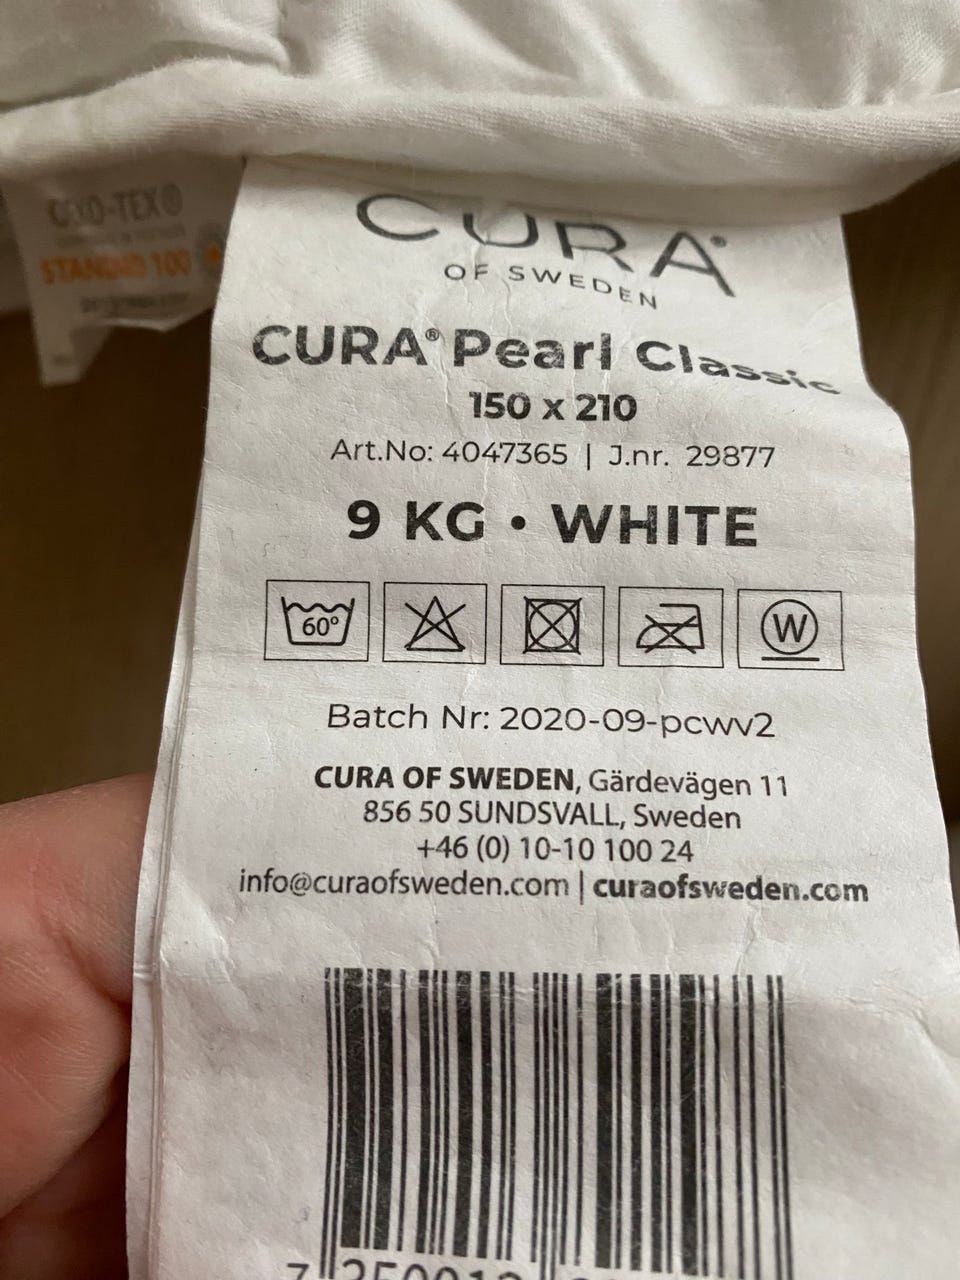 OEKO-TEX®
STANDARD 100
CURA®
OF SWEDEN
CURA® Pearl Classic
150 x 210
Art.No: 4047365 | J.nr. 29877
9 KG • WHITE
60°
W
Batch Nr: 2020-09-pcwv2
CURA OF SWEDEN, Gärdevägen 11
856 50 SUNDSVALL, Sweden
+46 (0) 10-10 100 24
info@curaofsweden.com | curaofsweden.com